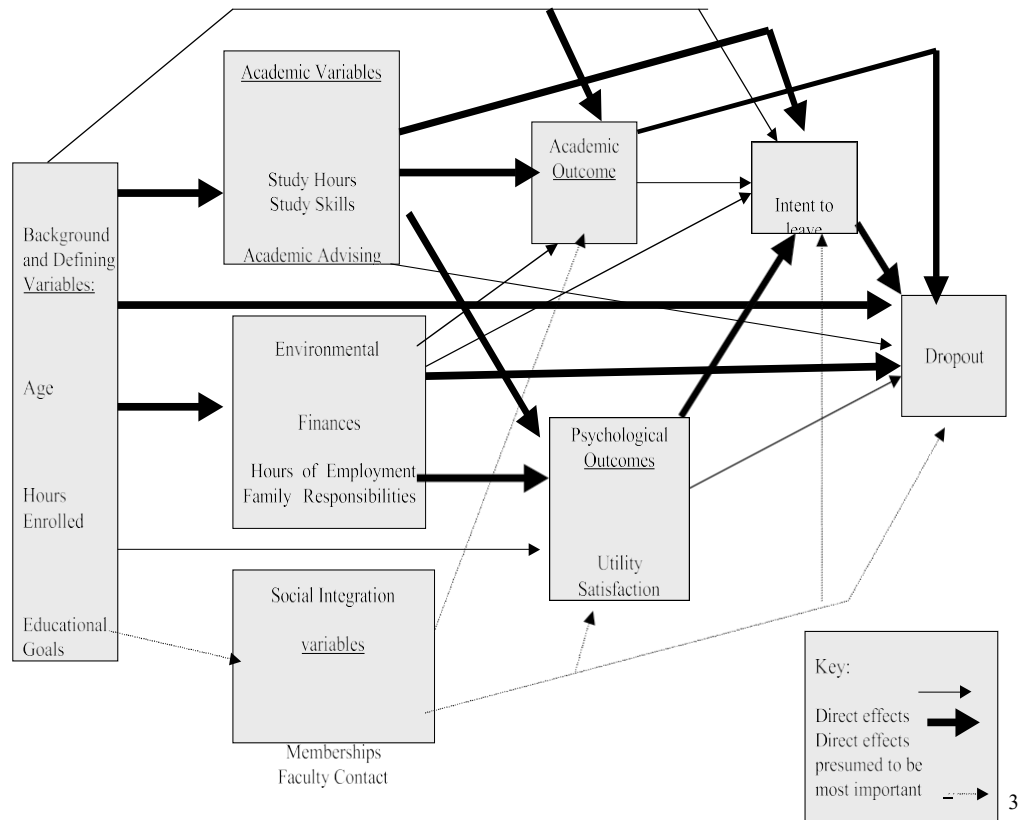 Academic Variables
Study Hours
Study Skills
Academic Advising
Academic
Outcome
Intent to
leave
Background
and Defining
Variables:
Age
Hours
Enrolled
Educational
Goals
Environmental
Finances
Hours of Employment
Family Responsibilities
Dropout
Psychological
Outcomes
Utility
Satisfaction
Social Integration
variables
Memberships
Faculty Contact
Key:
Direct effects
Direct effects
presumed to be
most important
3